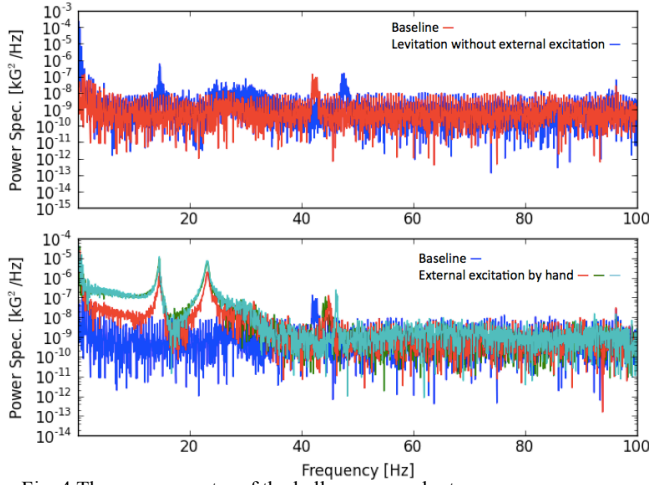 10⁻³
10⁻⁴
10⁻⁵
10⁻⁶
10⁻⁷
10⁻⁸
10⁻⁹
10⁻¹⁰
10⁻¹¹
10⁻¹²
10⁻¹³
10⁻¹⁴
10⁻¹⁵
Power Spec. [kG² /Hz]
Baseline
Levitation without external excitation
20 40 60 80 100
10⁻⁴
10⁻⁵
10⁻⁶
10⁻⁷
10⁻⁸
10⁻⁹
10⁻¹⁰
10⁻¹¹
10⁻¹²
10⁻¹³
10⁻¹⁴
Power Spec. [kG² /Hz]
Baseline
External excitation by hand
20 40 60 80 100
Frequency [Hz]